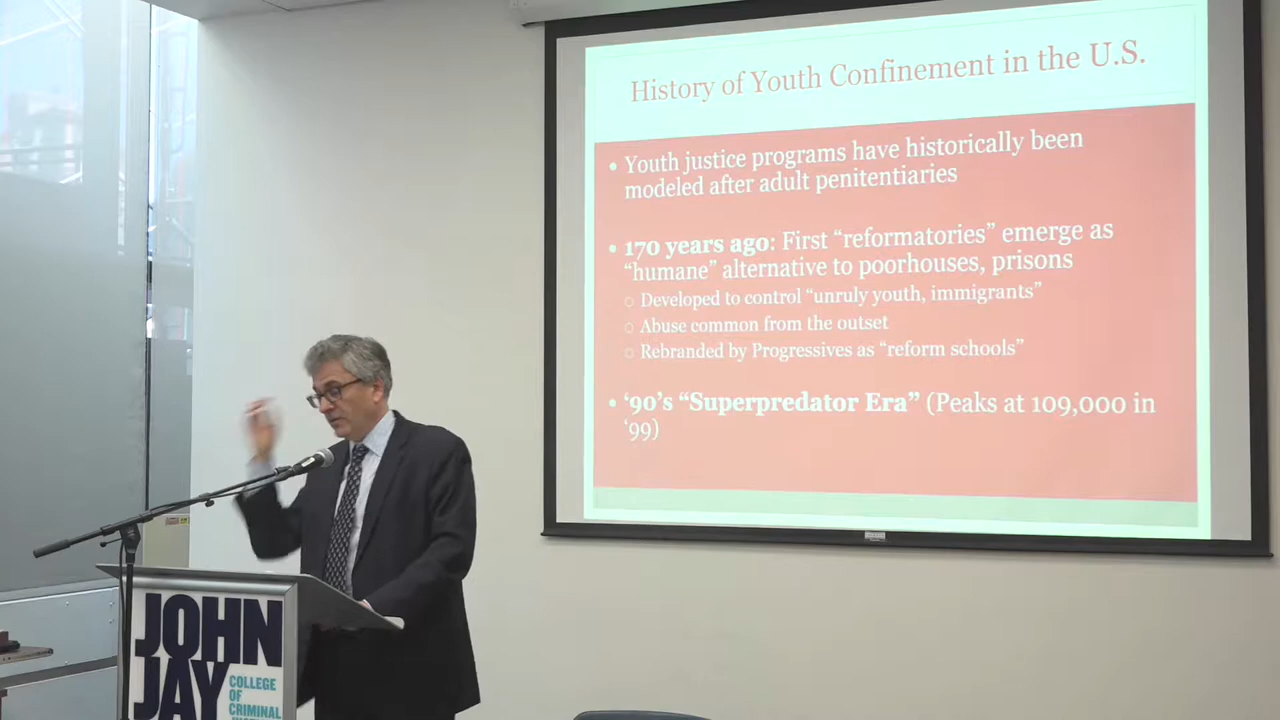 History of Youth Confinement in the U.S.
• Youth justice programs have historically been
modeled after adult penitentiaries
• 170 years ago: First “reformatories” emerge as
“humane” alternative to poorhouses, prisons
○ Developed to control “unruly youth, immigrants”
○ Abuse common from the outset
○ Rebranded by Progressives as “reform schools”
• ‘90’s “Superpredator Era” (Peaks at 109,000 in
‘99)
JOHN
JAY
COLLEGE
OF
CRIMINAL